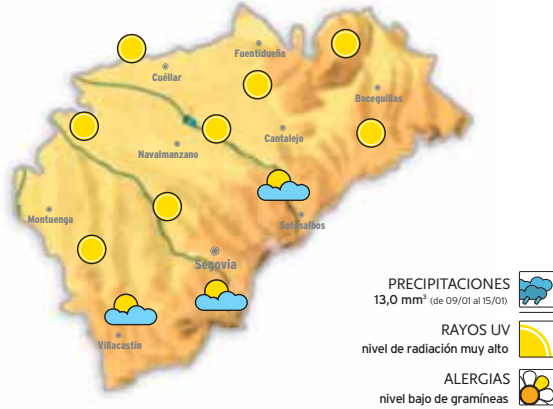 Fuentidueña
Cuéllar
Boceguillas
Cantalejo
Navalmanzano
Montuenga
Sotosalbos
Segovia
Villacastín
PRECIPITACIONES
13,0 mm³ (de 09/01 al 15/01)
RAYOS UV
nivel de radiación muy alto
ALERGIAS
nivel bajo de gramíneas